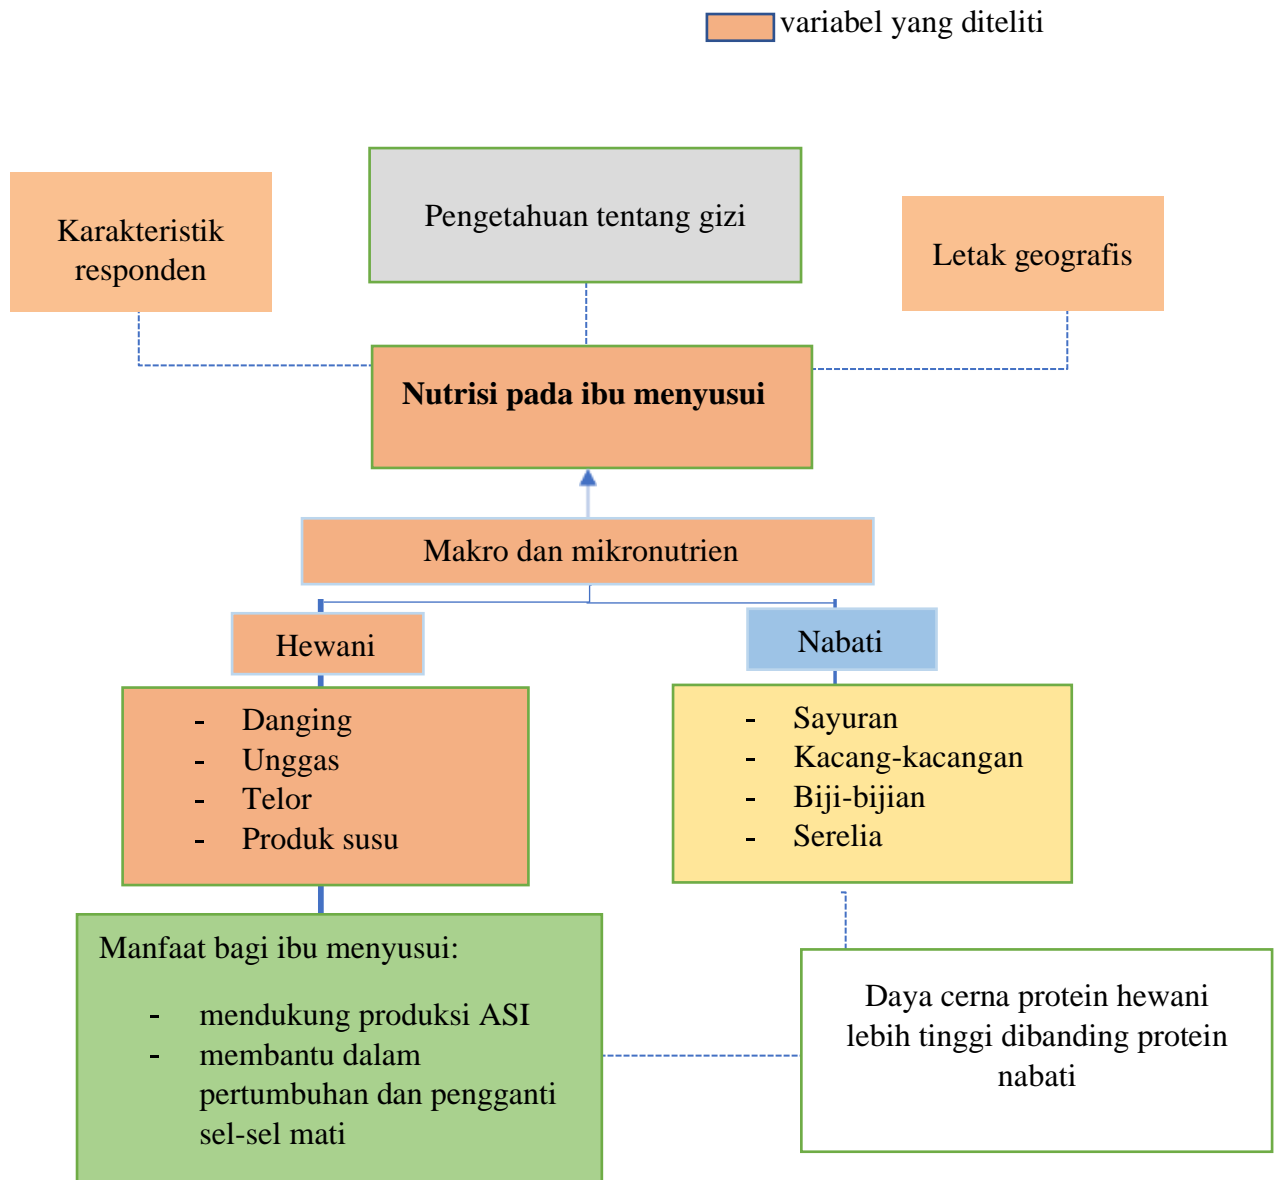 variabel yang diteliti
Pengetahuan tentang gizi
Karakteristik
responden
Letak geografis
Nutrisi pada ibu menyusui
Makro dan mikronutrien
Hewani
Nabati
- Danging
- Unggas
- Telor
- Produk susu
- Sayuran
- Kacang-kacangan
- Biji-bijian
- Serelia
Manfaat bagi ibu menyusui:
- mendukung produksi ASI
- membantu dalam
pertumbuhan dan pengganti
sel-sel mati
Daya cerna protein hewani
lebih tinggi dibanding protein
nabati